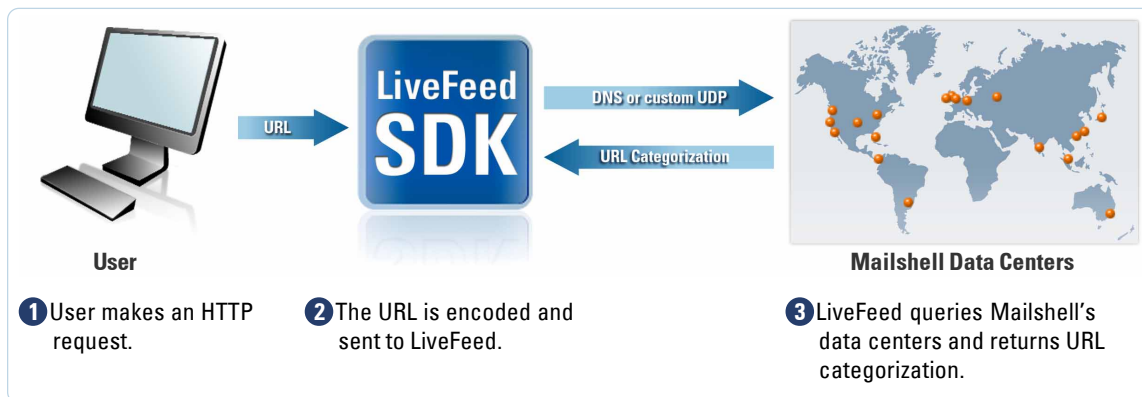 LiveFeed
SDK
URL
DNS or custom UDP
URL Categorization
User
Mailshell Data Centers
1 User makes an HTTP
request.
2 The URL is encoded and
sent to LiveFeed.
3 LiveFeed queries Mailshell's
data centers and returns URL
categorization.